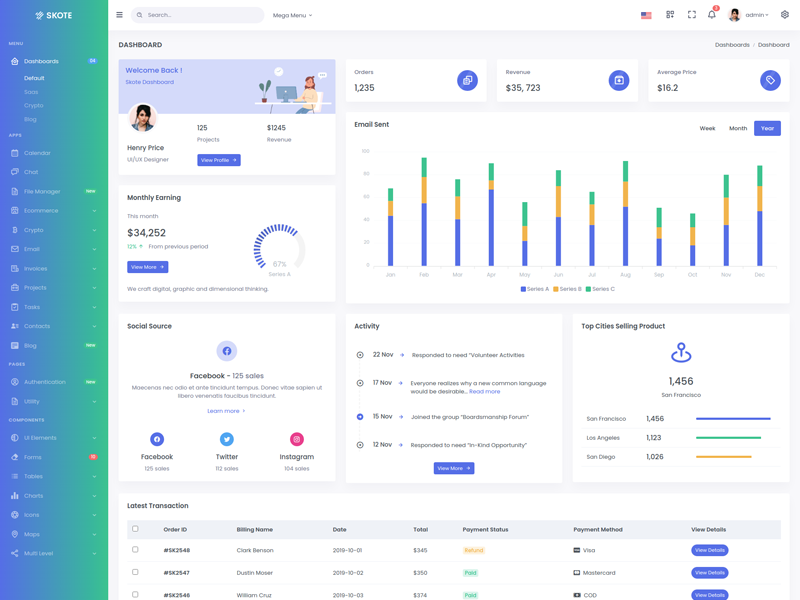 SKOTE
Search...
Mega Menu
2
admin
MENU
Dashboards
04
Default
Saas
Crypto
Blog
APPS
Calendar
Chat
File Manager
New
Ecommerce
Crypto
Email
Invoices
Projects
Tasks
Contacts
Blog
New
PAGES
Authentication
New
Utility
COMPONENTS
UI Elements
Forms
10
Tables
Charts
Icons
Maps
Multi Level
DASHBOARD
Dashboards / Dashboard
Welcome Back !
Skote Dashboard
Henry Price
UI/UX Designer
125
Projects
$1245
Revenue
View Profile
Orders
1,235
Revenue
$35, 723
Average Price
$16.2
Monthly Earning
This month
$34,252
12% From previous period
View More
67%
Series A
We craft digital, graphic and dimensional thinking.
Email Sent
Week Month Year
100
80
60
40
20
0
Jan Feb Mar Apr May Jun Jul Aug Sep Oct Nov Dec
Series A Series B Series C
Social Source
Facebook - 125 sales
Maecenas nec odio et ante tincidunt tempus. Donec vitae sapien ut
libero venenatis faucibus tincidunt.
Learn more
Facebook
125 sales
Twitter
112 sales
Instagram
104 sales
Activity
22 Nov Responded to need "Volunteer Activities
17 Nov Everyone realizes why a new common language
would be desirable... Read more
15 Nov Joined the group "Boardsmanship Forum"
12 Nov Responded to need "In-Kind Opportunity"
View More
Top Cities Selling Product
1,456
San Francisco
San Francisco 1,456
Los Angeles 1,123
San Diego 1,026
Latest Transaction
Order ID Billing Name Date Total Payment Status Payment Method View Details
#SK2548 Clark Benson 2019-10-01 $345 Refund Visa View Details
#SK2547 Dustin Moser 2019-10-02 $350 Paid Mastercard View Details
#SK2546 William Cruz 2019-10-03 $374 Paid COD View Details